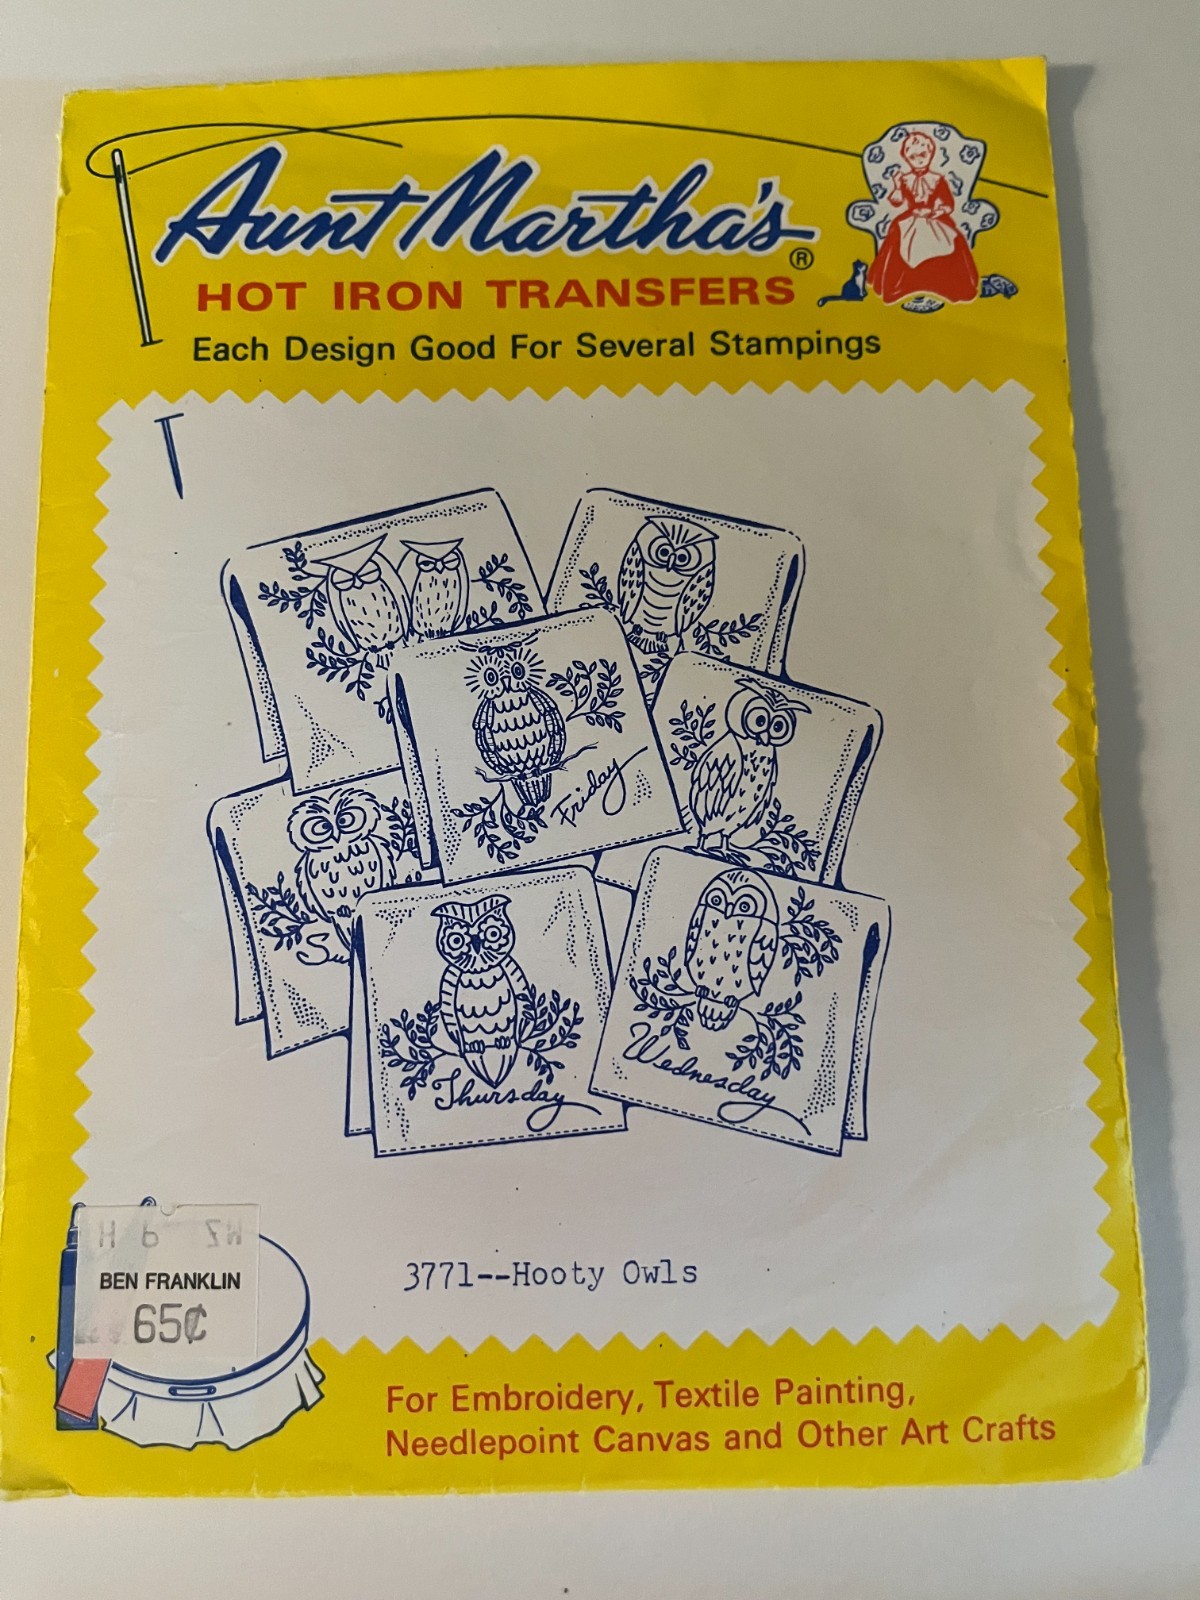 Aunt Martha's®
HOT IRON TRANSFERS
Each Design Good For Several Stampings
Friday
Su
Thursday
Wednesday
BEN FRANKLIN
65¢
3771--Hooty Owls
For Embroidery, Textile Painting,
Needlepoint Canvas and Other Art Crafts